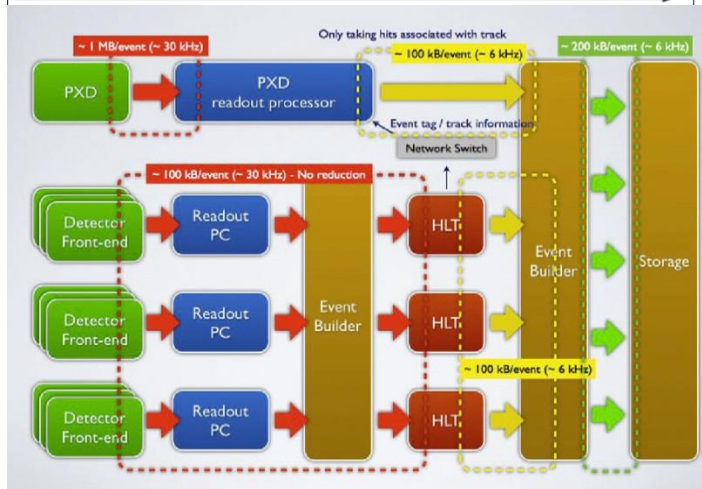 Only taking hits associated with track
~ 1 MB/event (~ 30 kHz)
~ 100 kB/event (~ 6 kHz)
~ 200 kB/event (~ 6 kHz)
PXD
PXD
readout processor
Event tag / track information
Network Switch
~ 100 kB/event (~ 30 kHz) - No reduction
Detector
Front-end
Readout
PC
HLT
Event
Builder
Storage
Detector
Front-end
Readout
PC
Event
Builder
HLT
~ 100 kB/event (~ 6 kHz)
Detector
Front-end
Readout
PC
HLT